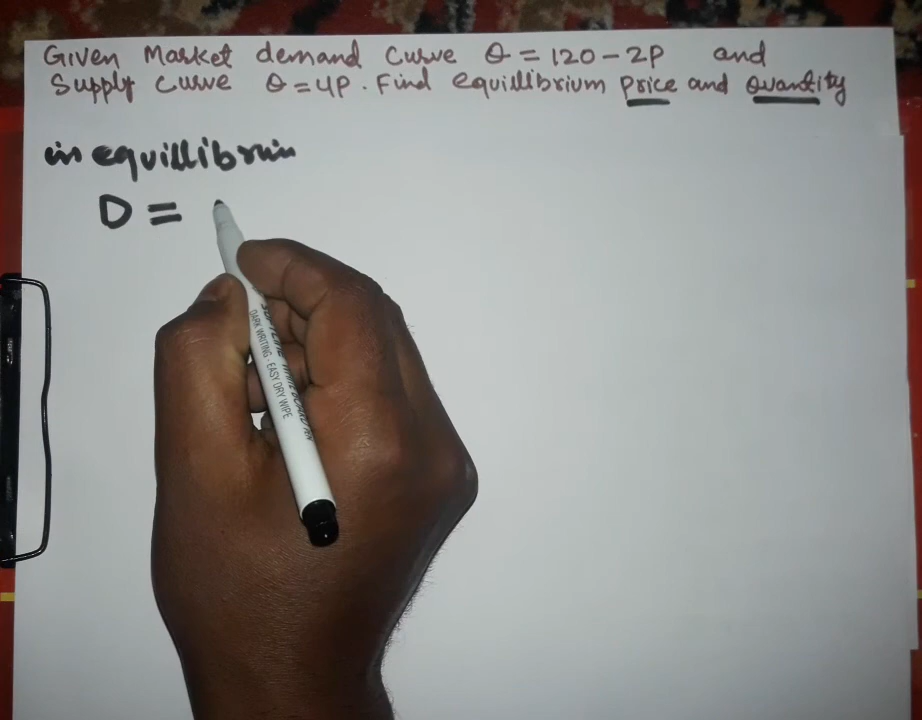 Given Market demand Curve Q = 120 - 2P and
Supply Curve Q = 4P. Find equillibrium Price and Quantity
in equillibrium
D =
DARK WRITING - EASY DRY WIPE